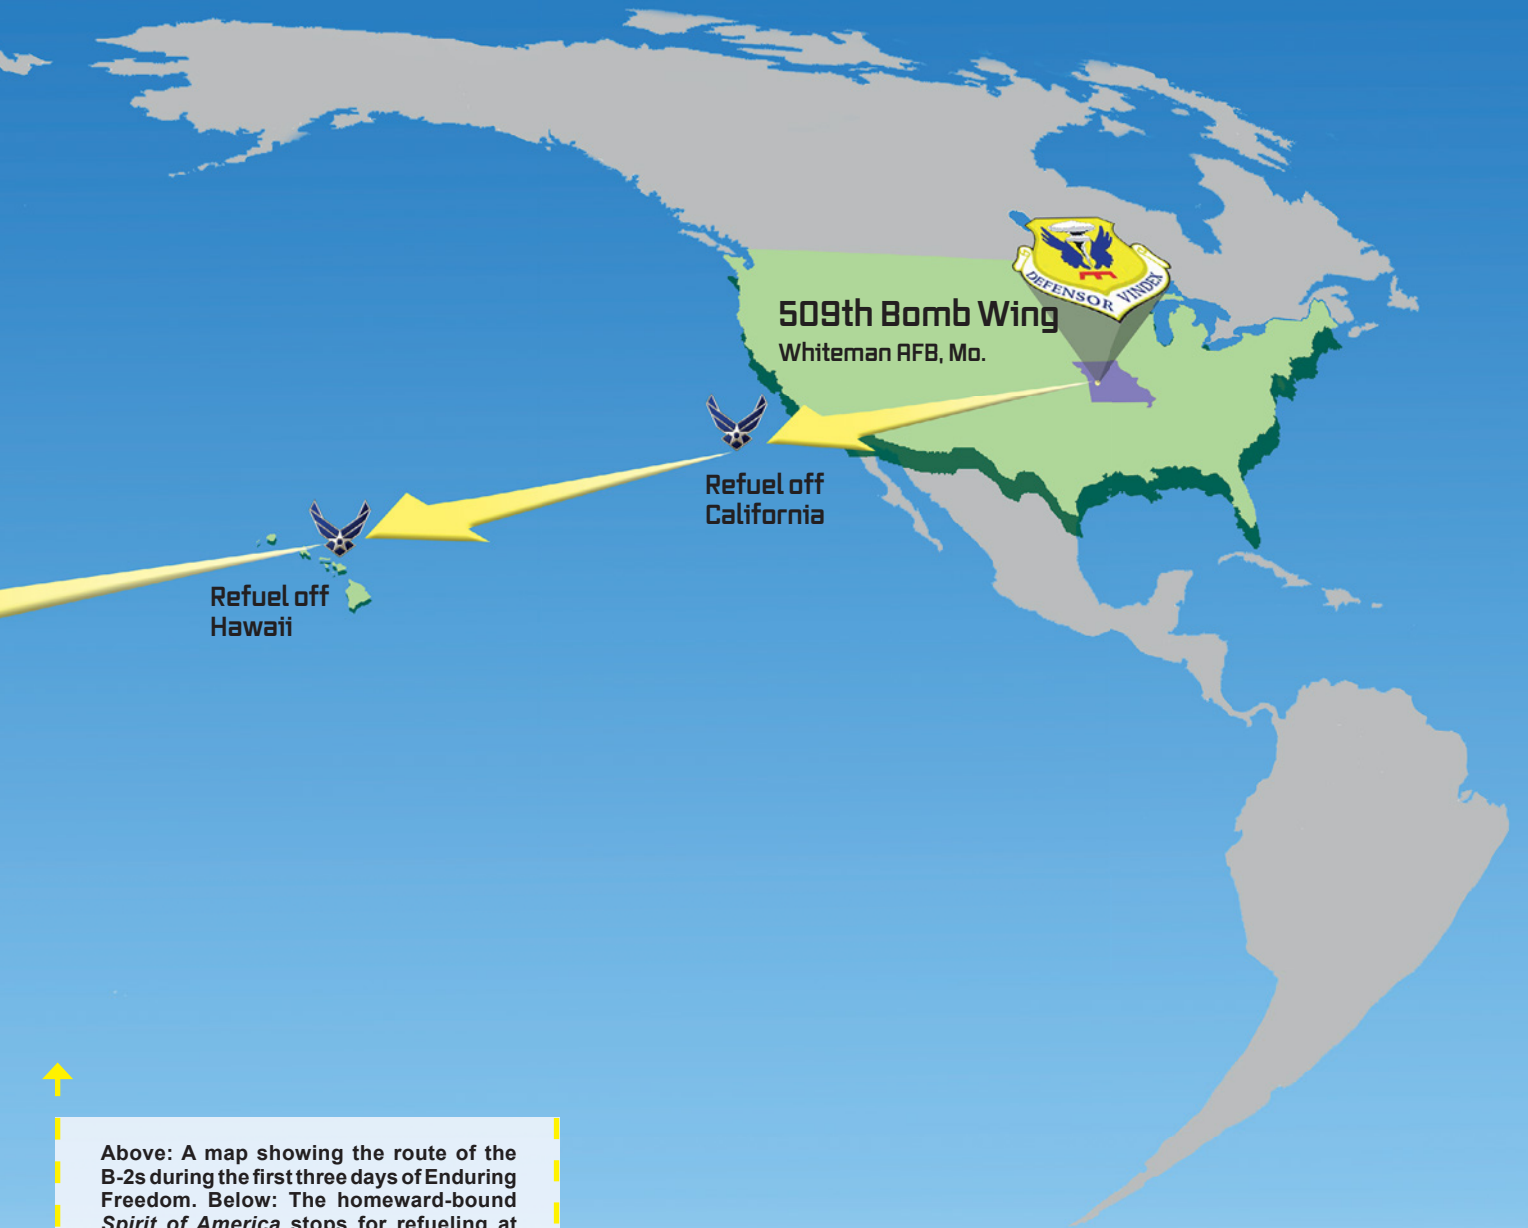 DEFENSOR VINDEX
509th Bomb Wing
Whiteman AFB, Mo.
Refuel off
California
Refuel off
Hawaii
Above: A map showing the route of the
B-2s during the first three days of Enduring
Freedom. Below: The homeward-bound
Spirit of America stops for refueling at